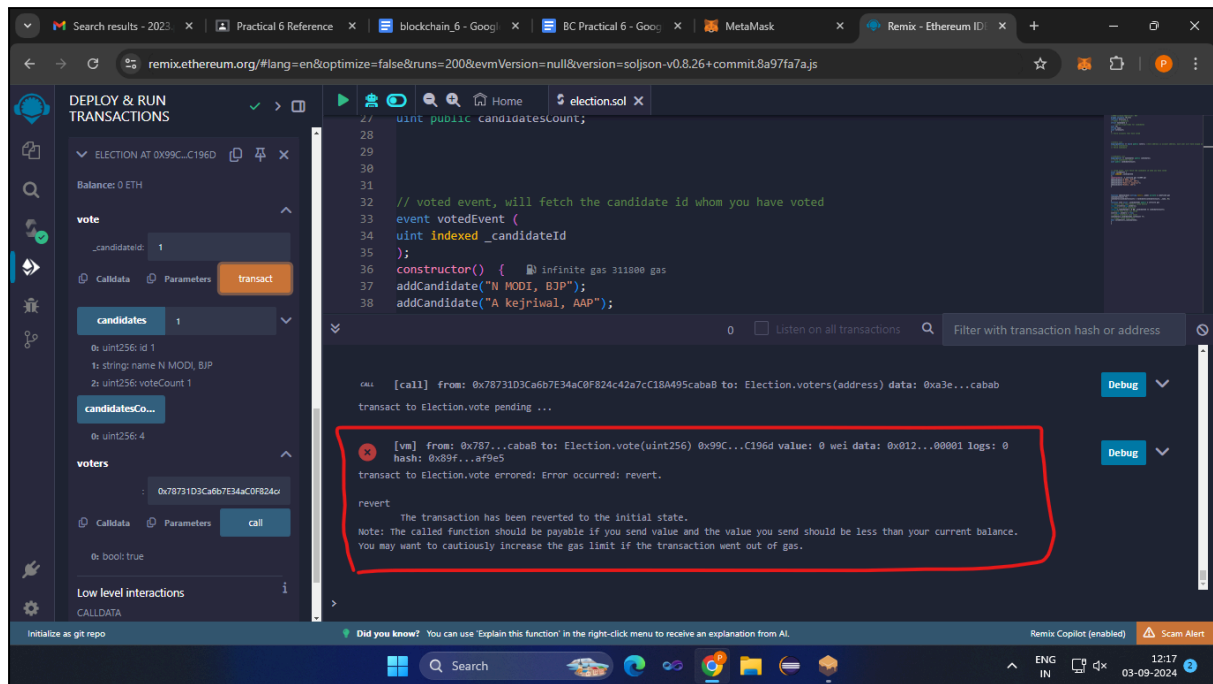 Search results - 2023
Practical 6 Reference
blockchain_6 - Googl
BC Practical 6 - Goog
MetaMask
Remix - Ethereum IDE
remix.ethereum.org/#lang=en&optimize=false&runs=200&evmVersion=null&version=soljson-v0.8.26+commit.8a97fa7a.js
P
DEPLOY & RUN
TRANSACTIONS
ELECTION AT 0X99C...C196D
Balance: 0 ETH
vote
_candidateId: 1
Calldata Parameters transact
candidates 1
0: uint256: id 1
1: string: name N MODI, BJP
2: uint256: voteCount 1
candidatesCo...
0: uint256: 4
voters
: 0x78731D3Ca6b7E34aC0F824c
Calldata Parameters call
0: bool: true
Low level interactions i
CALLDATA
Home election.sol
27 uint public candidatesCount;
28
29
30
31
32 // voted event, will fetch the candidate id whom you have voted
33 event votedEvent (
34 uint indexed _candidateId
35 );
36 constructor() { infinite gas 311800 gas
37 addCandidate("N MODI, BJP");
38 addCandidate("A kejriwal, AAP");
0 Listen on all transactions Filter with transaction hash or address
CALL [call] from: 0x78731D3Ca6b7E34aC0F824c42a7cC18A495cabaB to: Election.voters(address) data: 0xa3e...cabab Debug
transact to Election.vote pending ...
[vm] from: 0x787...cabaB to: Election.vote(uint256) 0x99C...C196d value: 0 wei data: 0x012...00001 logs: 0 Debug
hash: 0x89f...af9e5
transact to Election.vote errored: Error occurred: revert.
revert
The transaction has been reverted to the initial state.
Note: The called function should be payable if you send value and the value you send should be less than your current balance.
You may want to cautiously increase the gas limit if the transaction went out of gas.
>
Initialize as git repo
Did you know? You can use 'Explain this function' in the right-click menu to receive an explanation from AI.
Remix Copilot (enabled) Scam Alert
Search
ENG
IN
12:17
03-09-2024
2